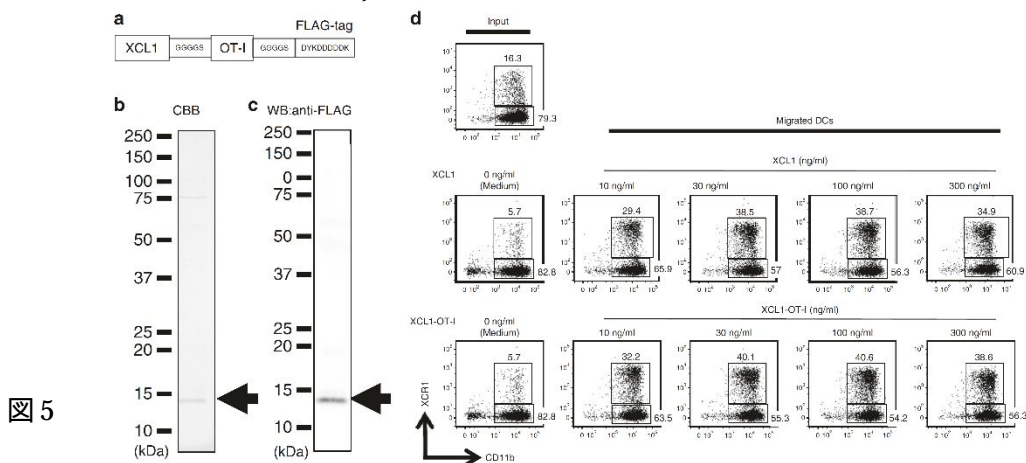 a
FLAG-tag
XCL1 GGGGS OT-I GGGGS DYKDDDDDK
b
CBB
250
150
100
75
50
37
25
20
15
10
(kDa)
c
WB:anti-FLAG
250
150
0
75
50
37
25
20
15
10
(kDa)
図 5
d
Input
16.3
79.3
Migrated DCs
XCL1 (ng/ml)
XCL1
0 ng/ml
(Medium)
10 ng/ml
30 ng/ml
100 ng/ml
300 ng/ml
5.7
82.8
29.4
65.9
38.5
57
38.7
56.3
34.9
60.9
XCL1-OT-I (ng/ml)
XCL1-OT-I
0 ng/ml
(Medium)
10 ng/ml
30 ng/ml
100 ng/ml
300 ng/ml
5.7
82.8
32.2
63.5
40.1
55.3
40.6
54.2
38.6
56.3
XCR1
CD11b